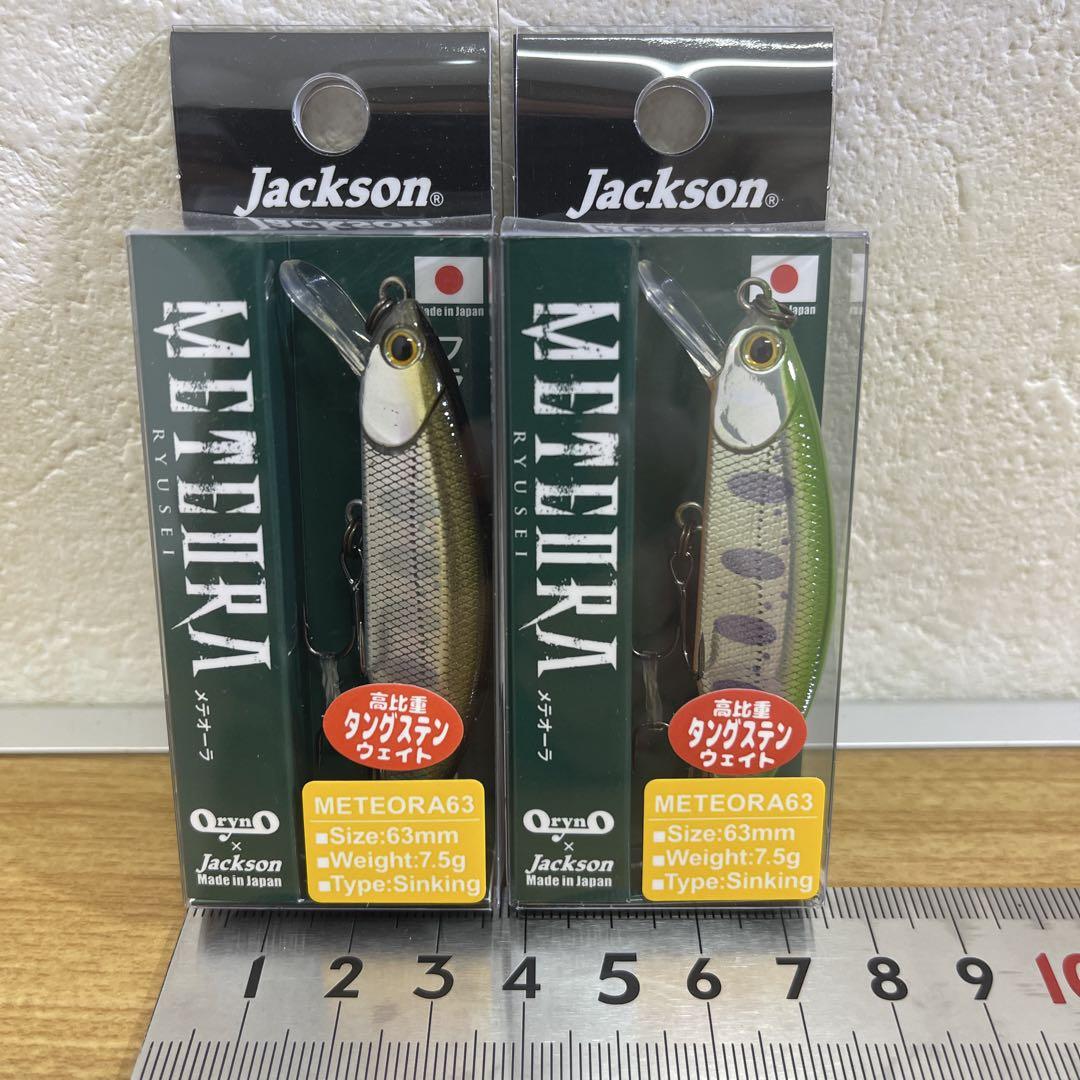 Jackson®
Made in Japan
METEORA
RYUSEI
メテオーラ
高比重
タングステン
ウェイト
METEORA63
Size:63mm
Weight:7.5g
Type:Sinking
OrynO
×
Jackson
Made in Japan
Jackson®
Made in Japan
METEORA
RYUSEI
メテオーラ
高比重
タングステン
ウェイト
METEORA63
Size:63mm
Weight:7.5g
Type:Sinking
OrynO
×
Jackson
Made in Japan
1 2 3 4 5 6 7 8 9 10